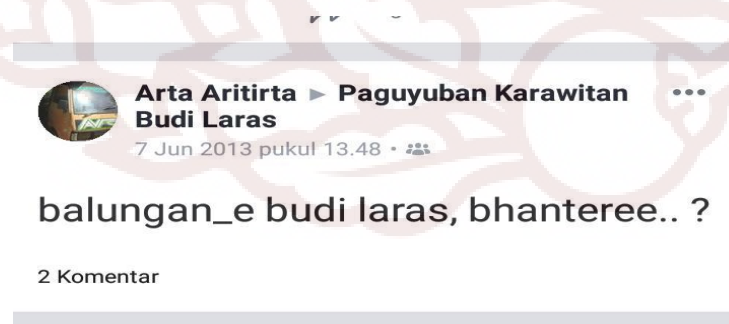 Arta Aritirta ▶ Paguyuban Karawitan
Budi Laras
7 Jun 2013 pukul 13.48 •
balungan_e budi laras, bhanteree.. ?
2 Komentar